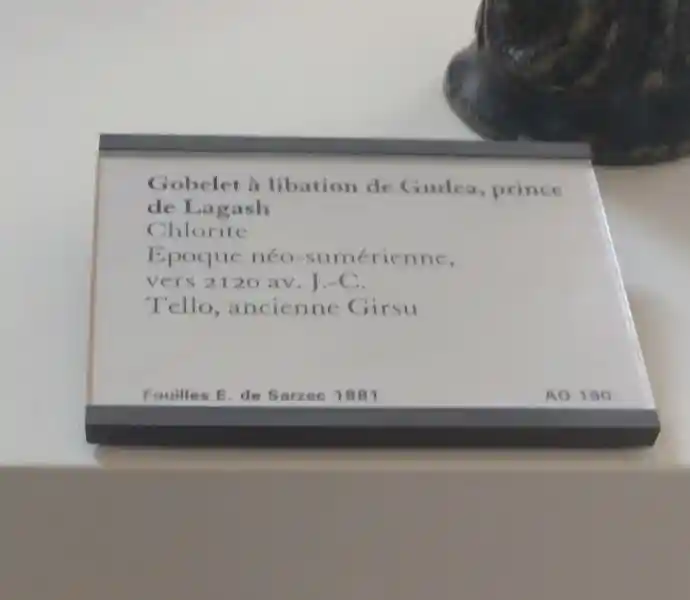 Gobelet à libation de Gudea, prince
de Lagash
Chlorite
Epoque néo-sumérienne,
vers 2120 av. J.-C.
Tello, ancienne Girsu
Fouilles E. de Sarzec 1881
AO 190